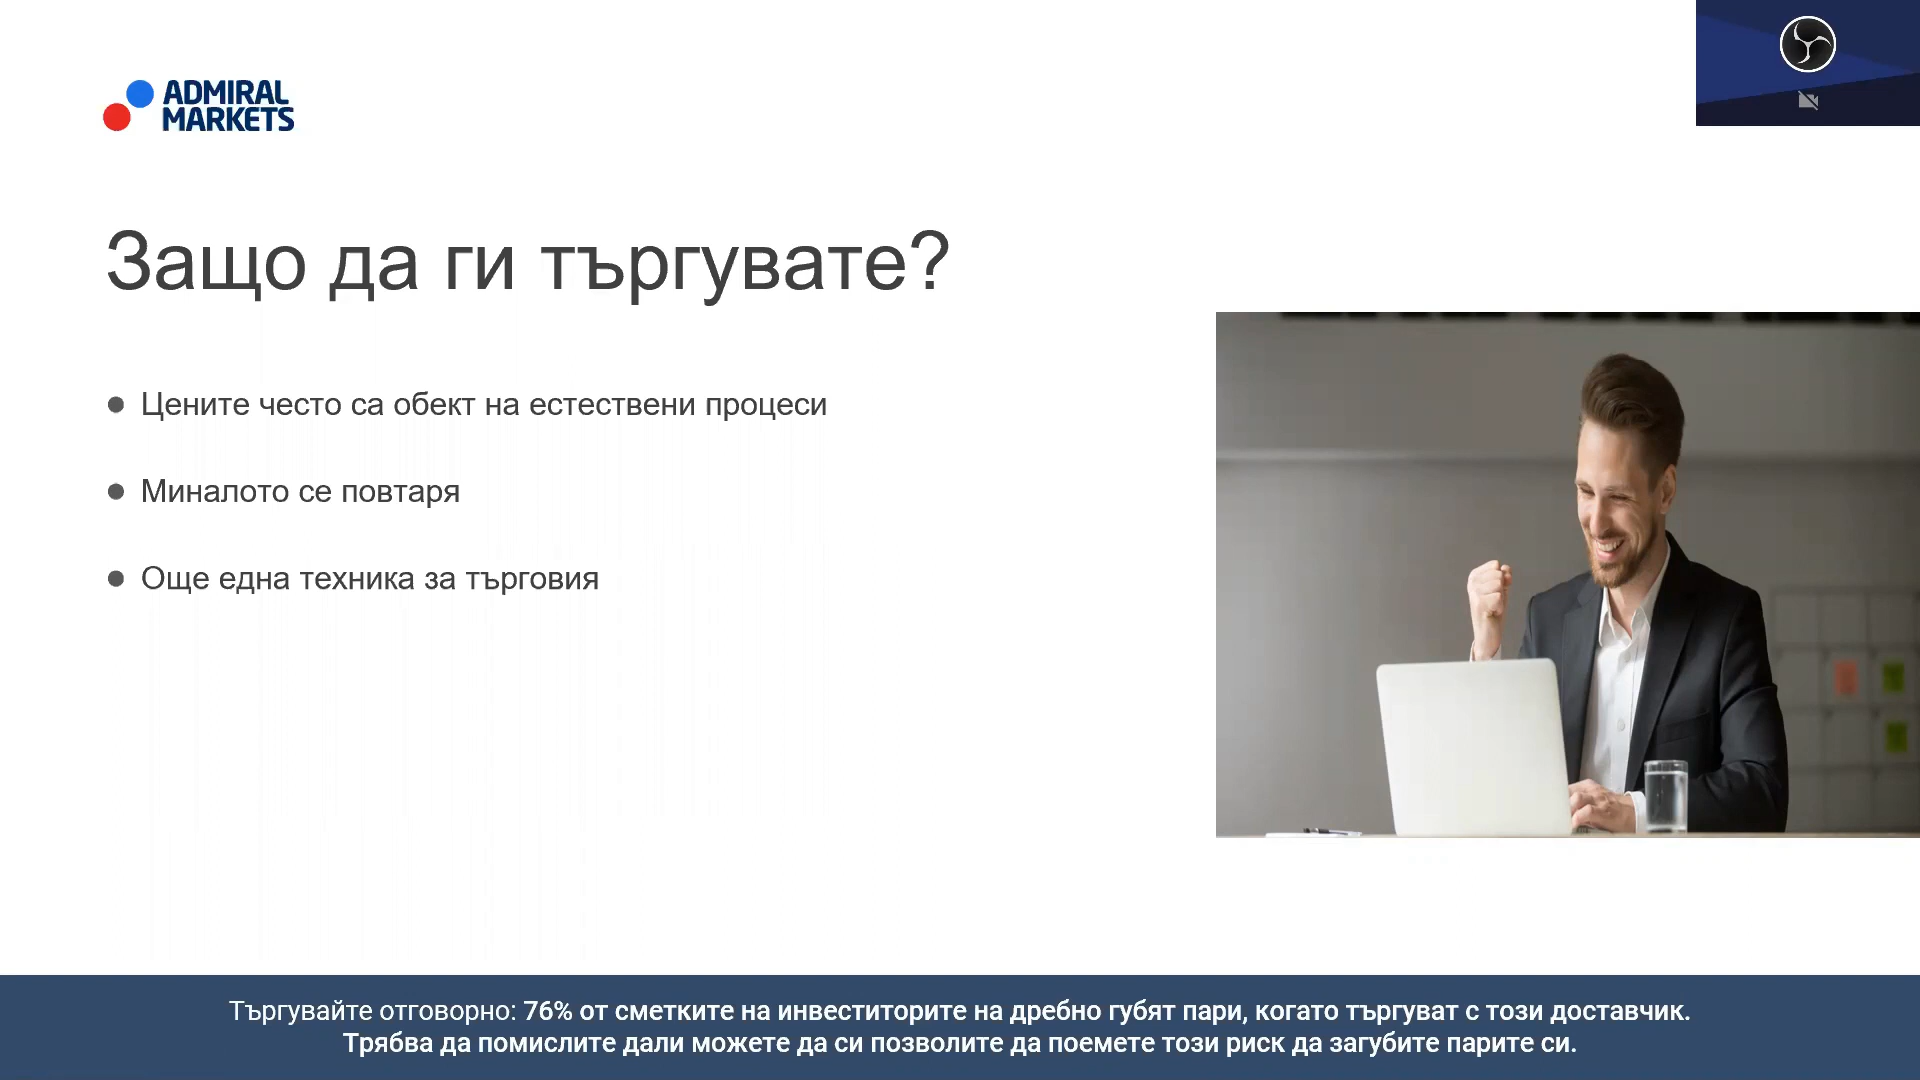 ADMIRAL
MARKETS
Защо да ги търгувате?
Цените често са обект на естествени процеси
Миналото се повтаря
Още една техника за търговия
Търгувайте отговорно: 76% от сметките на инвеститорите на дребно губят пари, когато търгуват с този доставчик.
Трябва да помислите дали можете да си позволите да поемете този риск да загубите парите си.